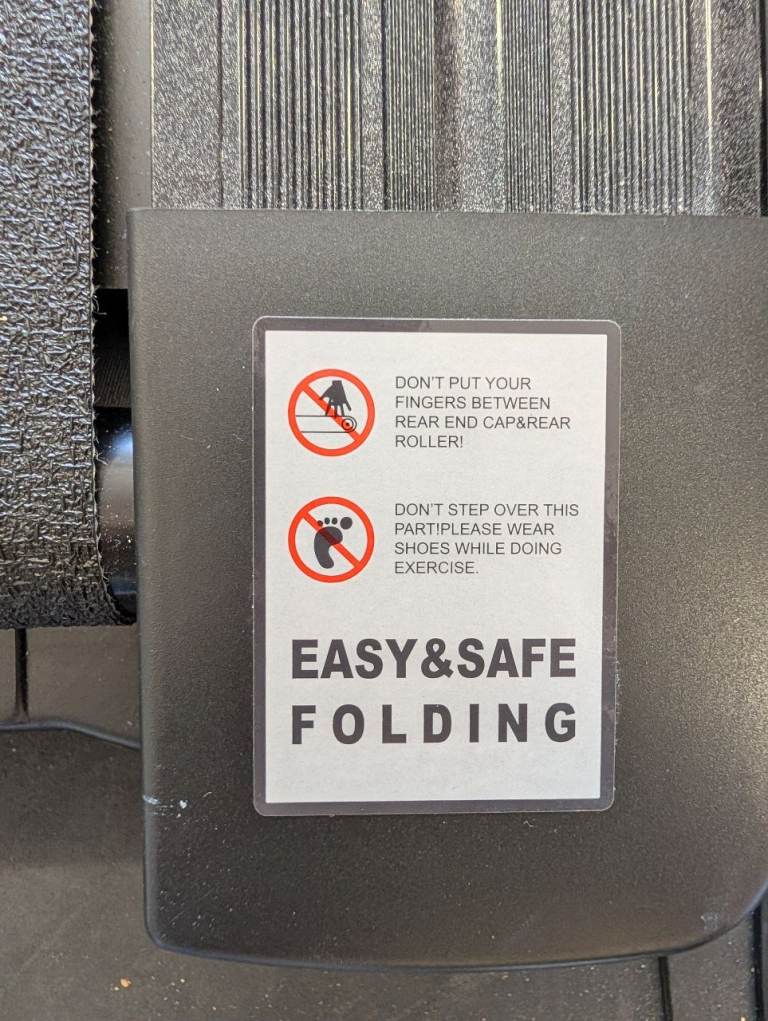 DON'T PUT YOUR
FINGERS BETWEEN
REAR END CAP&REAR
ROLLER!
DON'T STEP OVER THIS
PART!PLEASE WEAR
SHOES WHILE DOING
EXERCISE.
EASY&SAFE
FOLDING